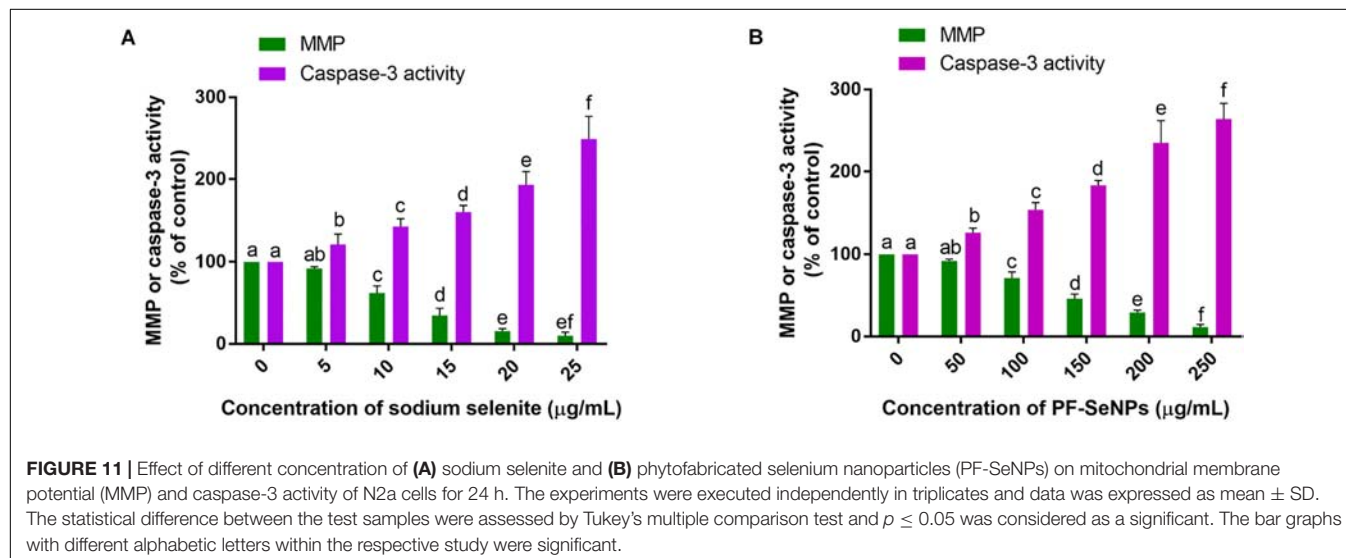 A
MMP
Caspase-3 activity
MMP or caspase-3 activity
(% of control)
300
200
100
0
a a ab b c c d d e e ef f
0 5 10 15 20 25
Concentration of sodium selenite (μg/mL)
B
MMP
Caspase-3 activity
MMP or caspase-3 activity
(% of control)
300
200
100
0
a a ab b c c d d e e f f
0 50 100 150 200 250
Concentration of PF-SeNPs (μg/mL)
FIGURE 11 | Effect of different concentration of (A) sodium selenite and (B) phytofabricated selenium nanoparticles (PF-SeNPs) on mitochondrial membrane
potential (MMP) and caspase-3 activity of N2a cells for 24 h. The experiments were executed independently in triplicates and data was expressed as mean ± SD.
The statistical difference between the test samples were assessed by Tukey's multiple comparison test and p ≤ 0.05 was considered as a significant. The bar graphs
with different alphabetic letters within the respective study were significant.